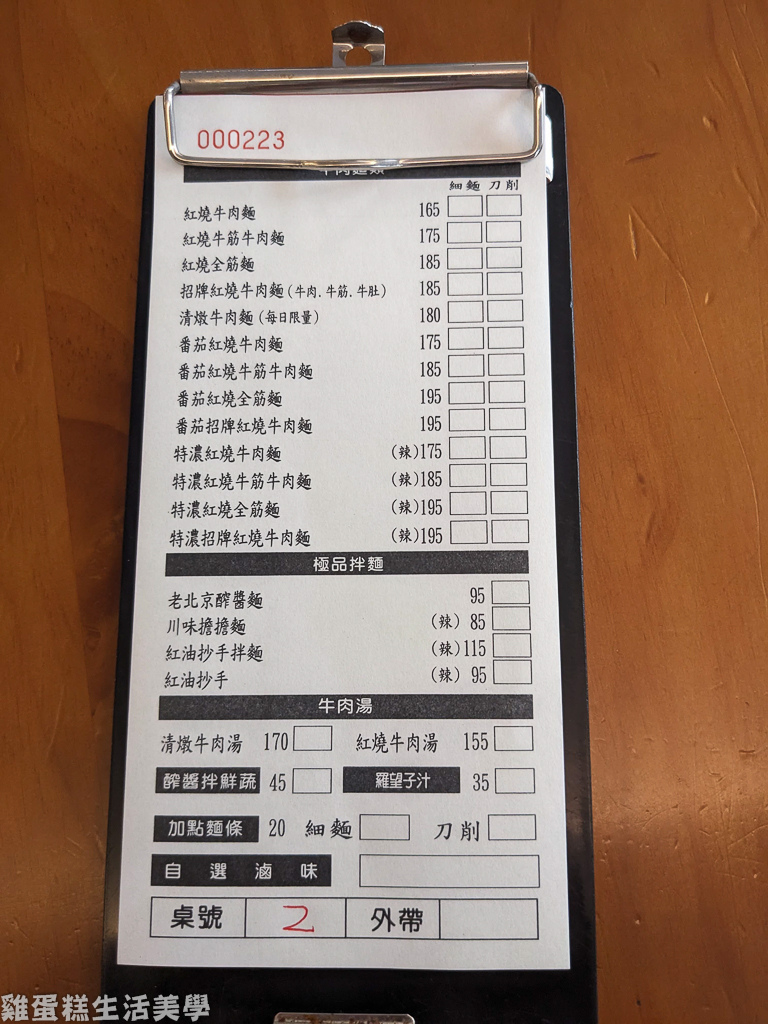 000223
牛肉麵類
細麵 刀削
紅燒牛肉麵 165
紅燒牛筋牛肉麵 175
紅燒全筋麵 185
招牌紅燒牛肉麵(牛肉.牛筋.牛肚) 185
清燉牛肉麵(每日限量) 180
番茄紅燒牛肉麵 175
番茄紅燒牛筋牛肉麵 185
番茄紅燒全筋麵 195
番茄招牌紅燒牛肉麵 195
特濃紅燒牛肉麵 (辣)175
特濃紅燒牛筋牛肉麵 (辣)185
特濃紅燒全筋麵 (辣)195
特濃招牌紅燒牛肉麵 (辣)195
極品拌麵
老北京醡醬麵 95
川味擔擔麵 (辣) 85
紅油抄手拌麵 (辣)115
紅油抄手 (辣) 95
牛肉湯
清燉牛肉湯 170 紅燒牛肉湯 155
醡醬拌鮮蔬 45 羅望子汁 35
加點麵條 20 細麵 刀削
自選滷味
桌號 2 外帶
雞蛋糕生活美學